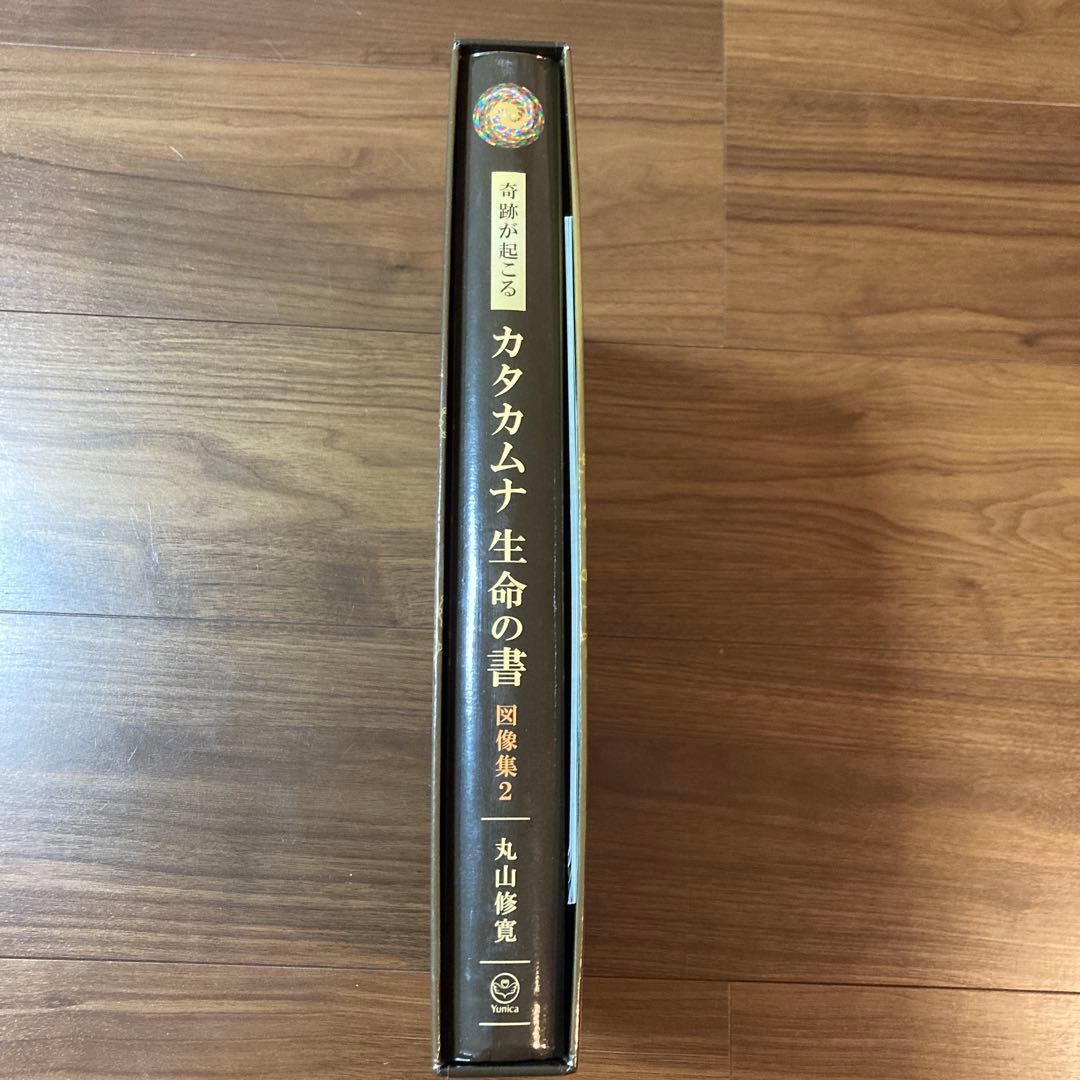 奇跡が起こる
カタカムナ 生命の書
図像集2
丸山修寛
Yunica